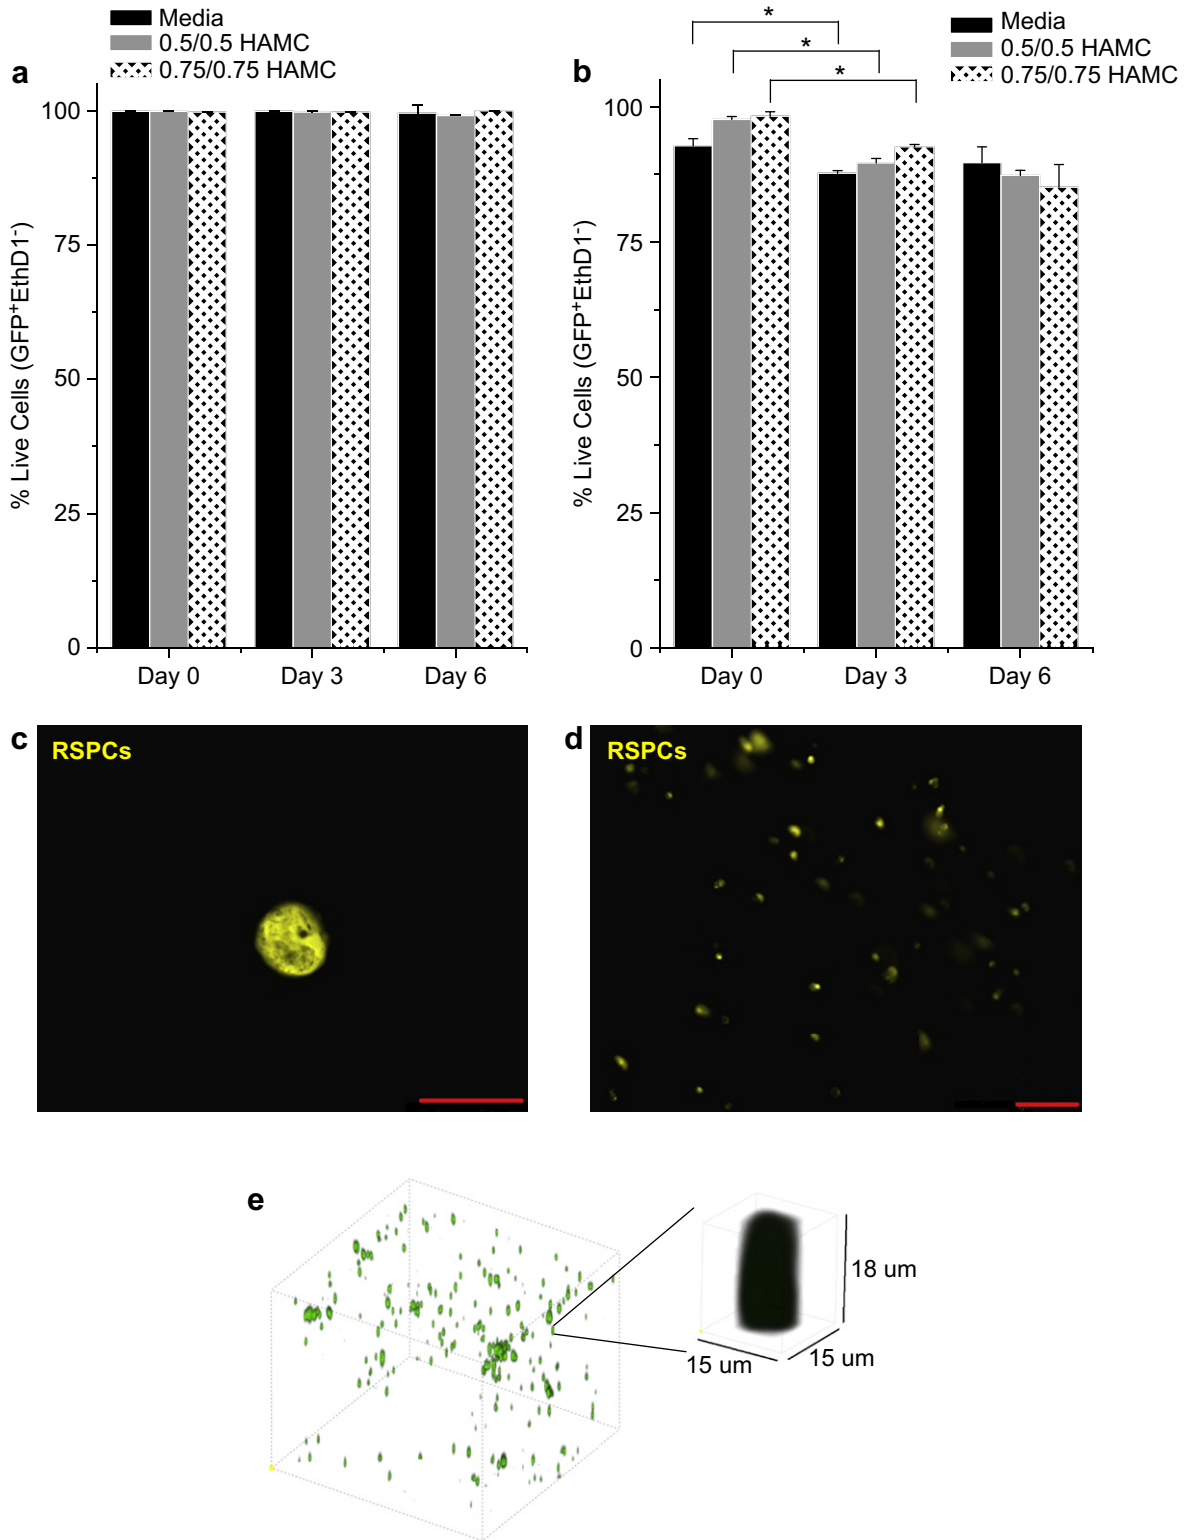 a
Media
0.5/0.5 HAMC
0.75/0.75 HAMC
% Live Cells (GFP⁺EthD1⁻)
100
75
50
25
0
Day 0 Day 3 Day 6
b
Media
0.5/0.5 HAMC
0.75/0.75 HAMC
*
*
*
% Live Cells (GFP⁺EthD1⁻)
100
75
50
25
0
Day 0 Day 3 Day 6
c
RSPCs
d
RSPCs
e
18 um
15 um
15 um